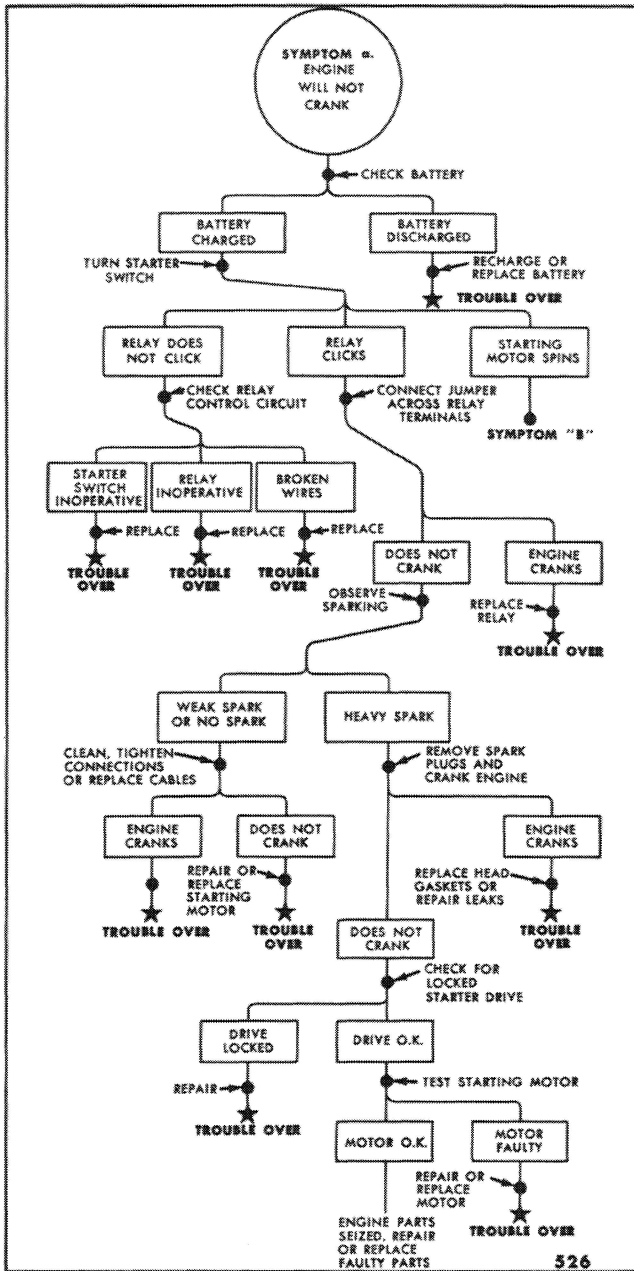 SYMPTOM a.
ENGINE
WILL NOT
CRANK
CHECK BATTERY
BATTERY
CHARGED
BATTERY
DISCHARGED
TURN STARTER
SWITCH
RECHARGE OR
REPLACE BATTERY
TROUBLE OVER
RELAY DOES
NOT CLICK
RELAY
CLICKS
STARTING
MOTOR SPINS
CHECK RELAY
CONTROL CIRCUIT
CONNECT JUMPER
ACROSS RELAY
TERMINALS
SYMPTOM "B"
STARTER
SWITCH
INOPERATIVE
RELAY
INOPERATIVE
BROKEN
WIRES
REPLACE
REPLACE
REPLACE
TROUBLE
OVER
TROUBLE
OVER
TROUBLE
OVER
DOES NOT
CRANK
ENGINE
CRANKS
OBSERVE
SPARKING
REPLACE
RELAY
TROUBLE OVER
WEAK SPARK
OR NO SPARK
HEAVY SPARK
CLEAN, TIGHTEN
CONNECTIONS
OR REPLACE CABLES
REMOVE SPARK
PLUGS AND
CRANK ENGINE
ENGINE
CRANKS
DOES NOT
CRANK
ENGINE
CRANKS
REPAIR OR
REPLACE
STARTING
MOTOR
REPLACE HEAD
GASKETS OR
REPAIR LEAKS
TROUBLE OVER
TROUBLE
OVER
TROUBLE
OVER
DOES NOT
CRANK
CHECK FOR
LOCKED
STARTER DRIVE
DRIVE
LOCKED
DRIVE O.K.
REPAIR
TEST STARTING MOTOR
TROUBLE OVER
MOTOR O.K.
MOTOR
FAULTY
REPAIR OR
REPLACE
MOTOR
TROUBLE OVER
ENGINE PARTS
SEIZED, REPAIR
OR REPLACE
FAULTY PARTS
526